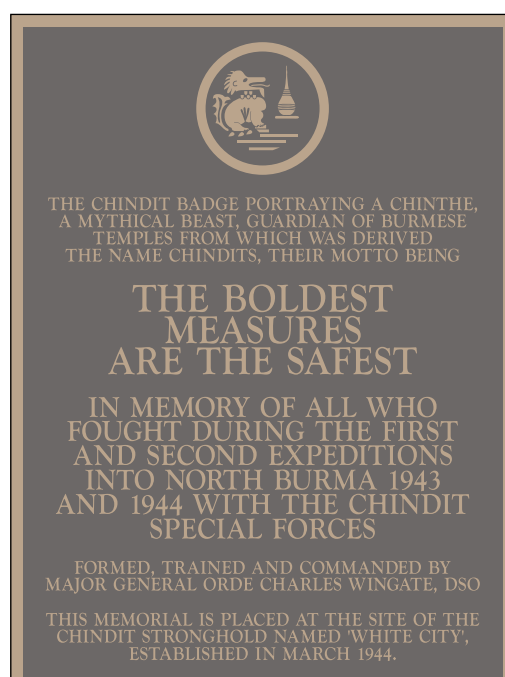 THE CHINDIT BADGE PORTRAYING A CHINTHE,
A MYTHICAL BEAST, GUARDIAN OF BURMESE
TEMPLES FROM WHICH WAS DERIVED
THE NAME CHINDITS, THEIR MOTTO BEING
THE BOLDEST
MEASURES
ARE THE SAFEST
IN MEMORY OF ALL WHO
FOUGHT DURING THE FIRST
AND SECOND EXPEDITIONS
INTO NORTH BURMA 1943
AND 1944 WITH THE CHINDIT
SPECIAL FORCES
FORMED, TRAINED AND COMMANDED BY
MAJOR GENERAL ORDE CHARLES WINGATE, DSO
THIS MEMORIAL IS PLACED AT THE SITE OF THE
CHINDIT STRONGHOLD NAMED 'WHITE CITY',
ESTABLISHED IN MARCH 1944.